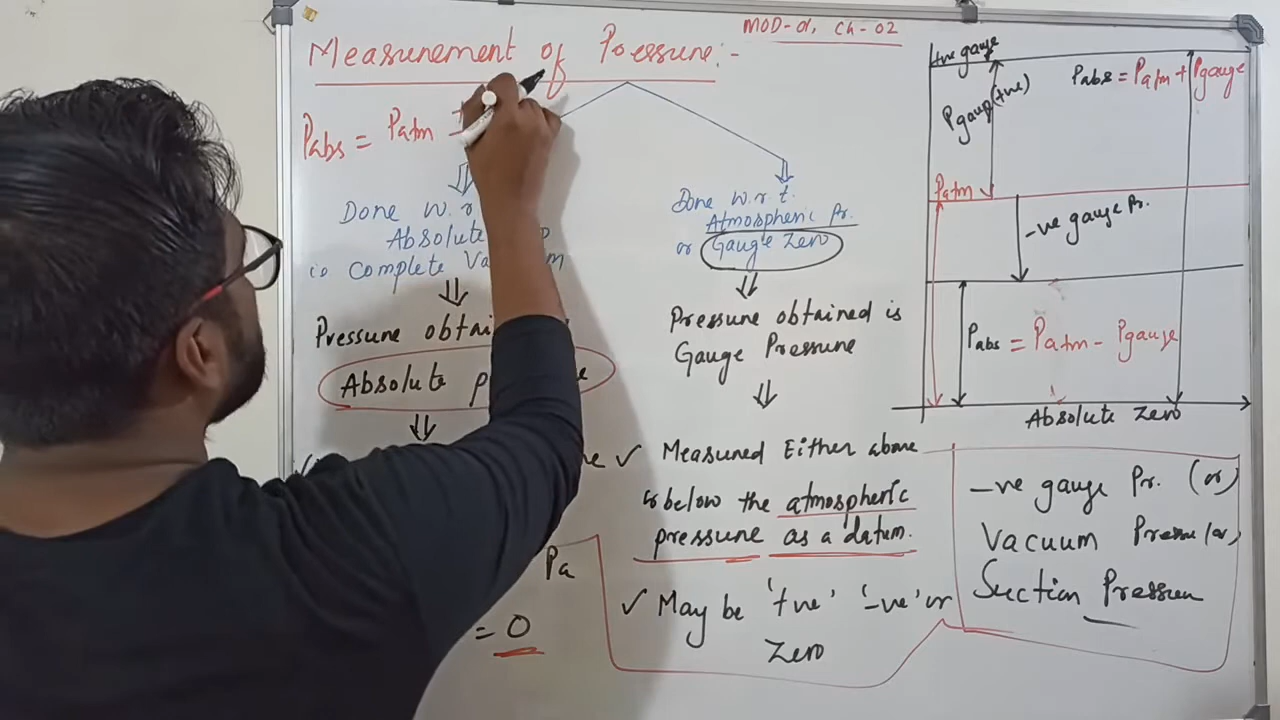 MOD-01, Ch-02
Measurement of Pressure:-
Pabs = Patm
Done w.r
Absolute
is Complete Va m
Pressure obtai
Absolute p e
Pa
= 0
Done w.r.t.
Atmospheric Pr.
or Gauge Zero
Pressure obtained is
Gauge Pressure
✓ Measured Either above
or below the atmospheric
pressure as a datum.
✓ May be '+ve' '-ve' or
Zero
+ve gauge
Pabs = Patm + Pgauge
Pgauge (+ve)
Patm
-ve gauge Pr.
Pabs = Patm - Pgauge
Absolute Zero
-ve gauge Pr. (or)
Vacuum Pressure (or)
Suction Pressure